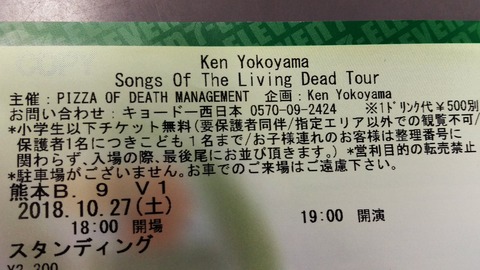 7-ELEVEN
Ken Yokoyama
Songs Of The Living Dead Tour
主催：PIZZA OF DEATH MANAGEMENT 企画：Ken Yokoyama
お問い合わせ：キョードー西日本 0570-09-2424 ※1ドリンク代￥500別
*小学生以下チケット無料(要保護者同伴/指定エリア以外での観覧不可/
保護者1名につきこども1名まで/お子様連れのお客様は整理番号に
関わらず、入場の際、最後尾にお並び頂きます。)*営利目的の転売禁止
*駐車場がございません。お車でのご来場はご遠慮下さい。
熊本B．9 V1
2018.10.27(土)
18:00 開場 19:00 開演
スタンディング